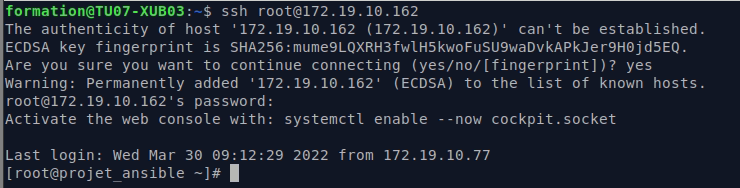 formation@TU07-XUB03:~$ ssh root@172.19.10.162
The authenticity of host '172.19.10.162 (172.19.10.162)' can't be established.
ECDSA key fingerprint is SHA256:mume9LQXRH3fwlH5kwoFuSU9waDvkAPkJer9H0jd5EQ.
Are you sure you want to continue connecting (yes/no/[fingerprint])? yes
Warning: Permanently added '172.19.10.162' (ECDSA) to the list of known hosts.
root@172.19.10.162's password:
Activate the web console with: systemctl enable --now cockpit.socket
Last login: Wed Mar 30 09:12:29 2022 from 172.19.10.77
[root@projet_ansible ~]#